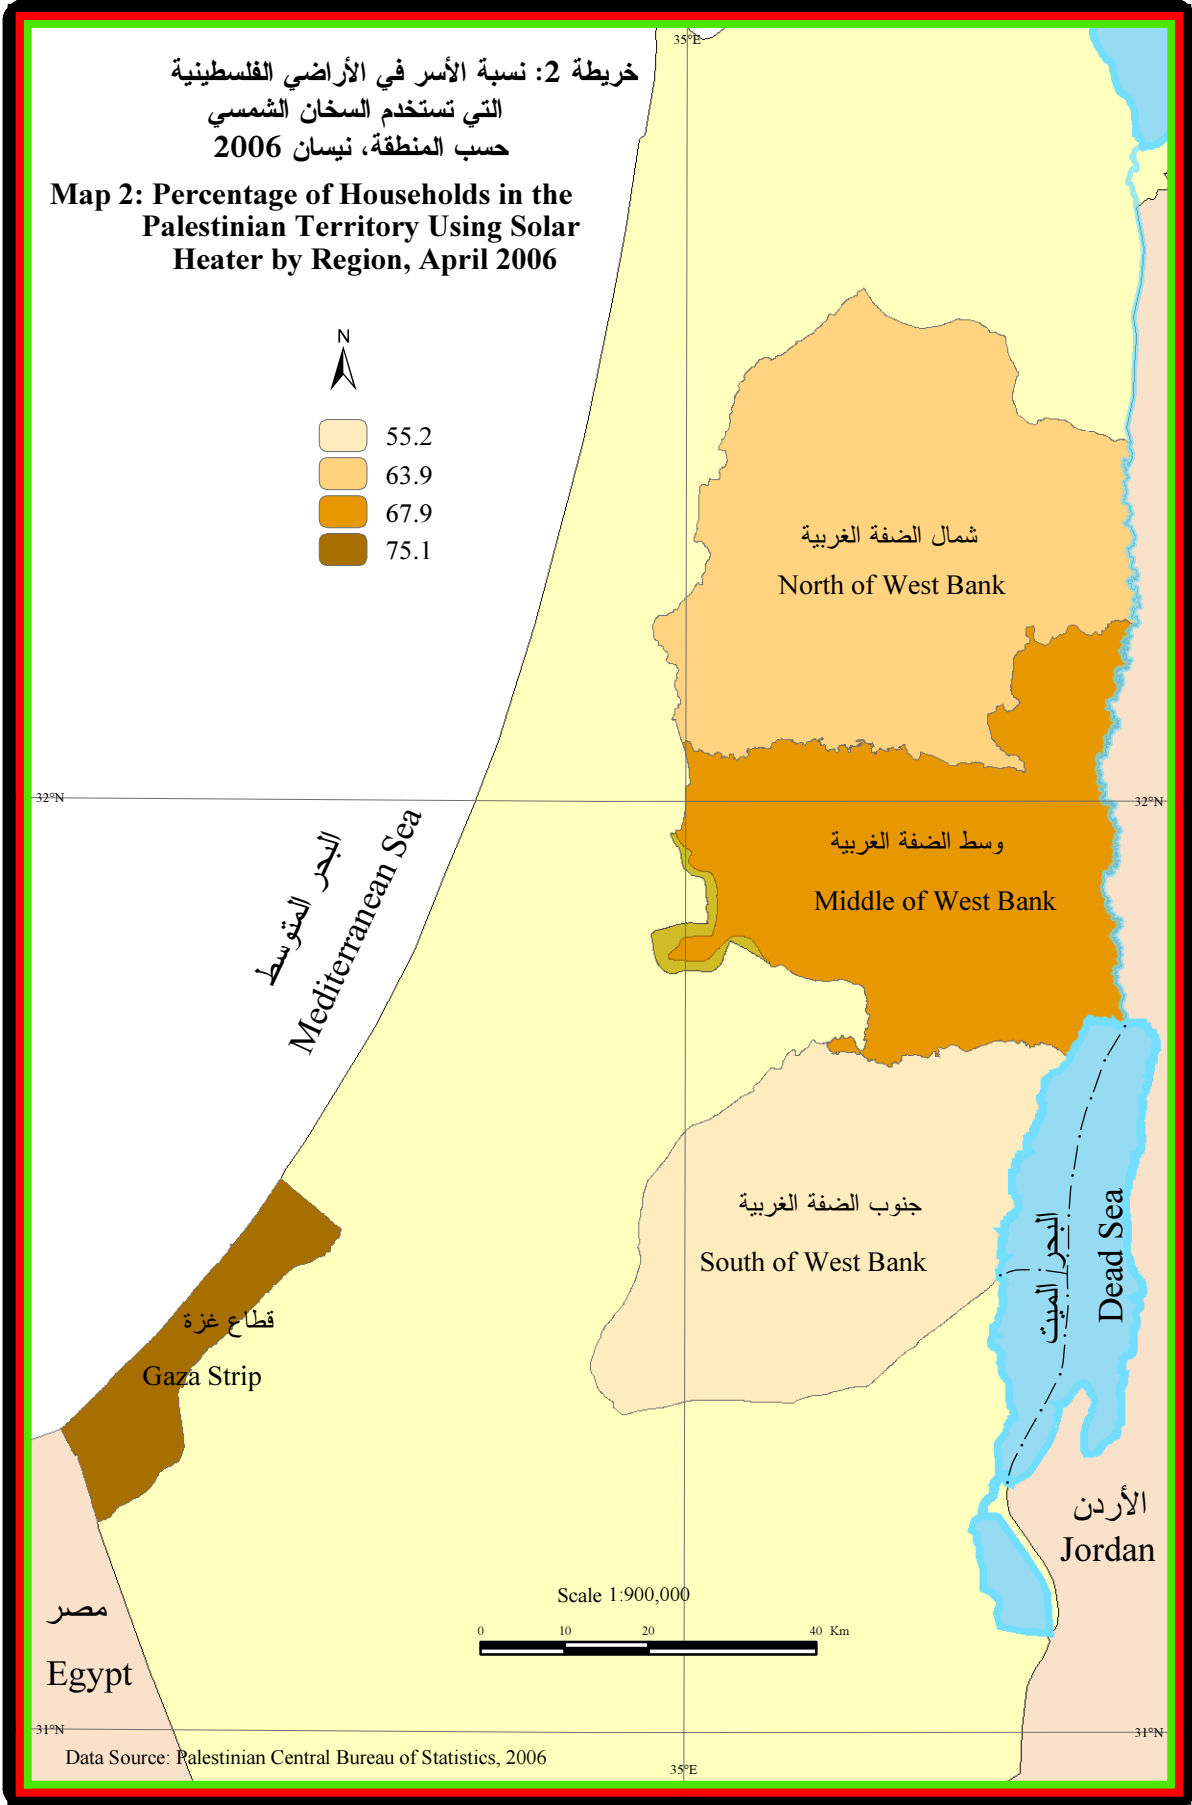 خريطة 2: نسبة الأسر في الأراضي الفلسطينية
التي تستخدم السخان الشمسي
حسب المنطقة، نيسان 2006
Map 2: Percentage of Households in the
Palestinian Territory Using Solar
Heater by Region, April 2006
35°E
N
55.2
63.9
67.9
75.1
شمال الضفة الغربية
North of West Bank
32°N
32°N
البحر المتوسط
Mediterranean Sea
وسط الضفة الغربية
Middle of West Bank
جنوب الضفة الغربية
South of West Bank
البحر الميت
Dead Sea
قطاع غزة
Gaza Strip
الأردن
Jordan
مصر
Egypt
Scale 1:900,000
0 10 20 40 Km
31°N
31°N
Data Source: Palestinian Central Bureau of Statistics, 2006
35°E